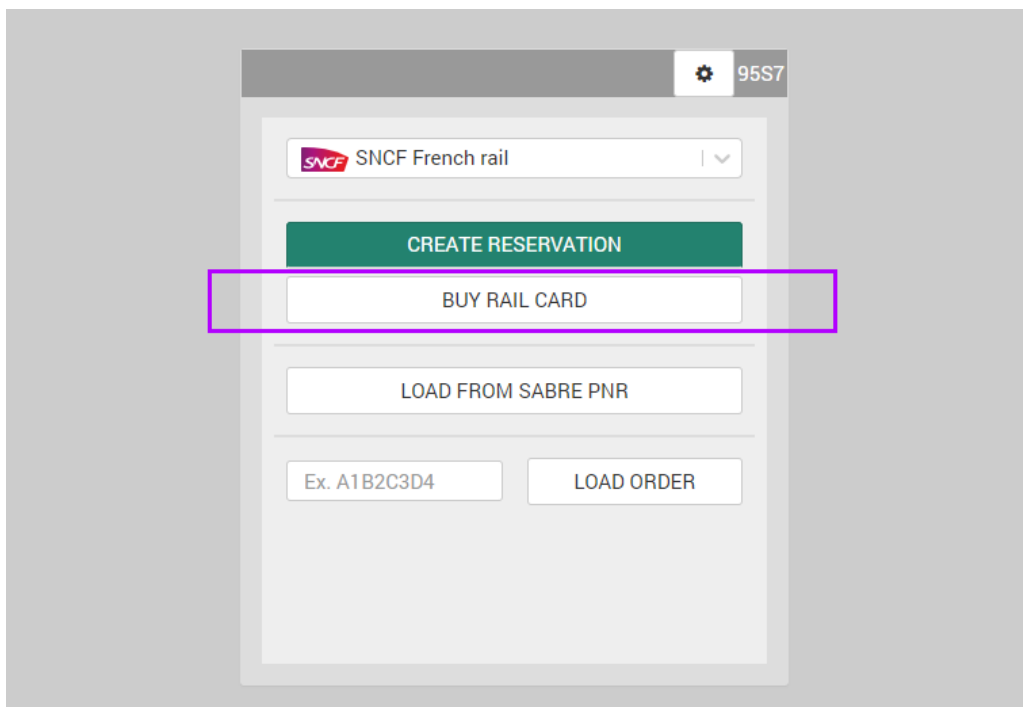 95S7
SNCF SNCF French rail
CREATE RESERVATION
BUY RAIL CARD
LOAD FROM SABRE PNR
Ex. A1B2C3D4 LOAD ORDER